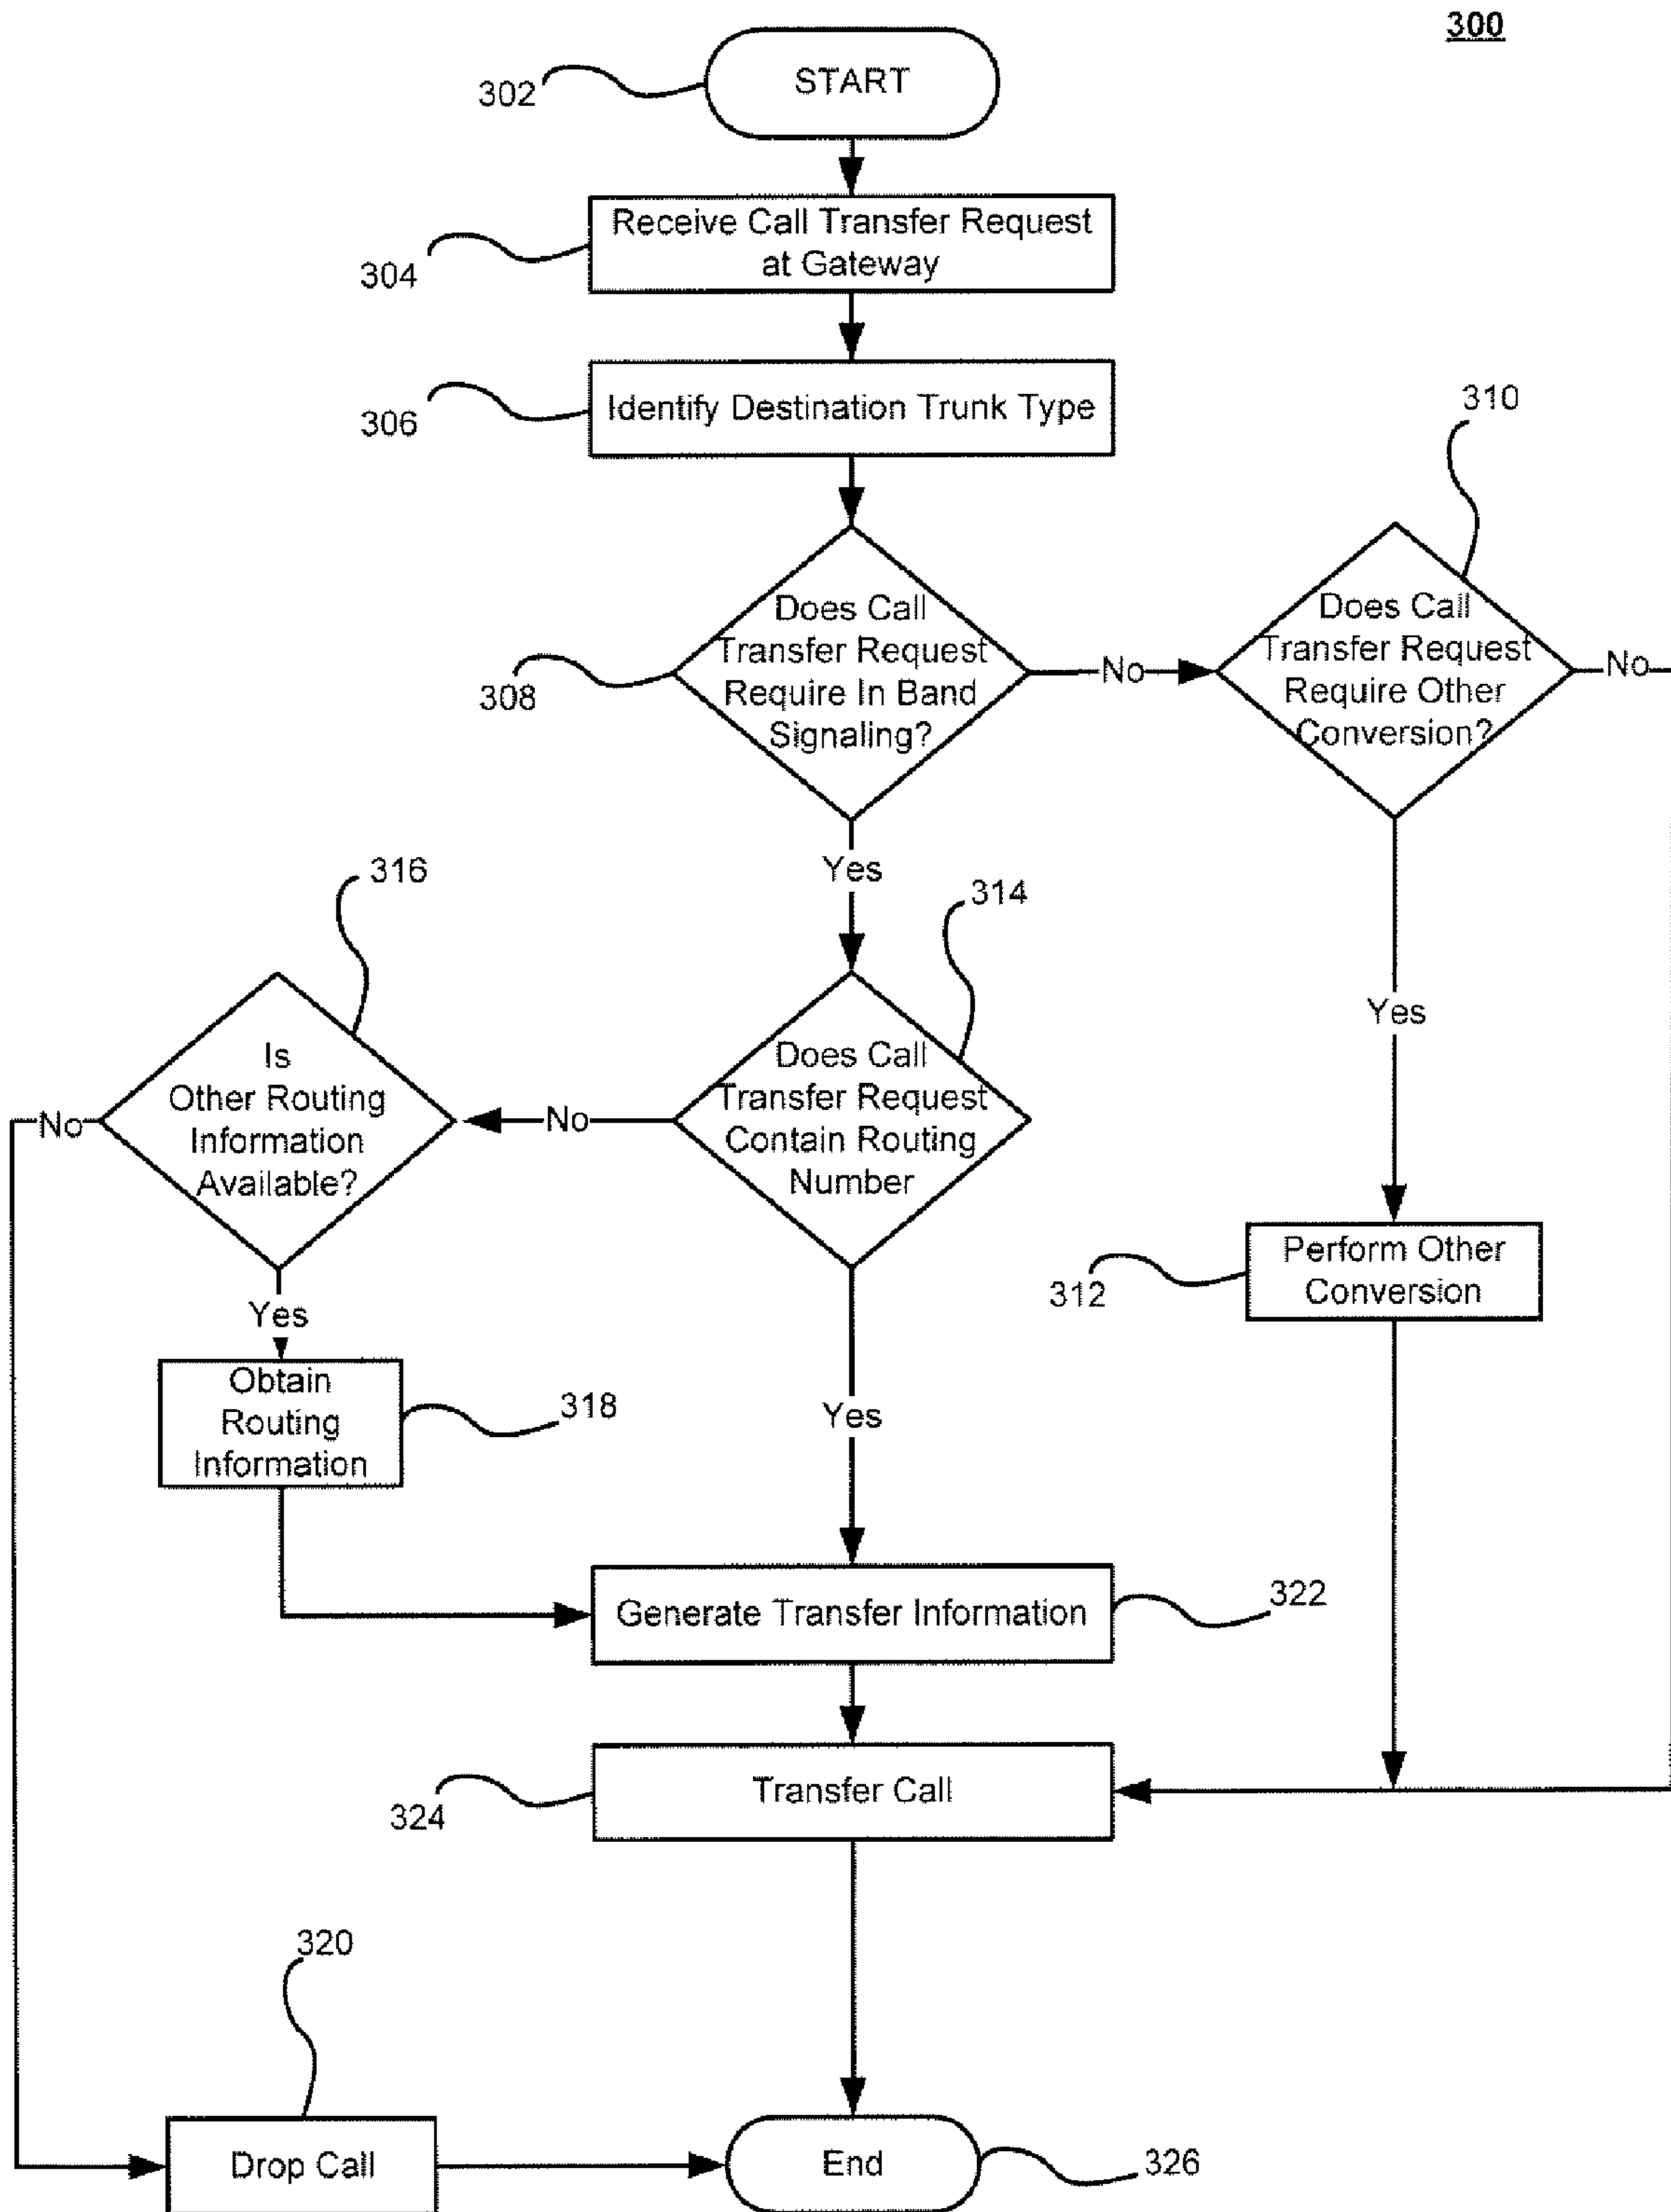 300
START
302
Receive Call Transfer Request
at Gateway
304
Identify Destination Trunk Type
306
310
Does Call
Transfer Request
Require In Band
Signaling?
308
No
Does Call
Transfer Request
Require Other
Conversion?
No
Yes
316
314
Yes
Is
Other Routing
Information
Available?
No
No
Does Call
Transfer Request
Contain Routing
Number
Perform Other
Conversion
312
Yes
Obtain
Routing
Information
318
Yes
Generate Transfer Information
322
Transfer Call
324
320
Drop Call
End
326